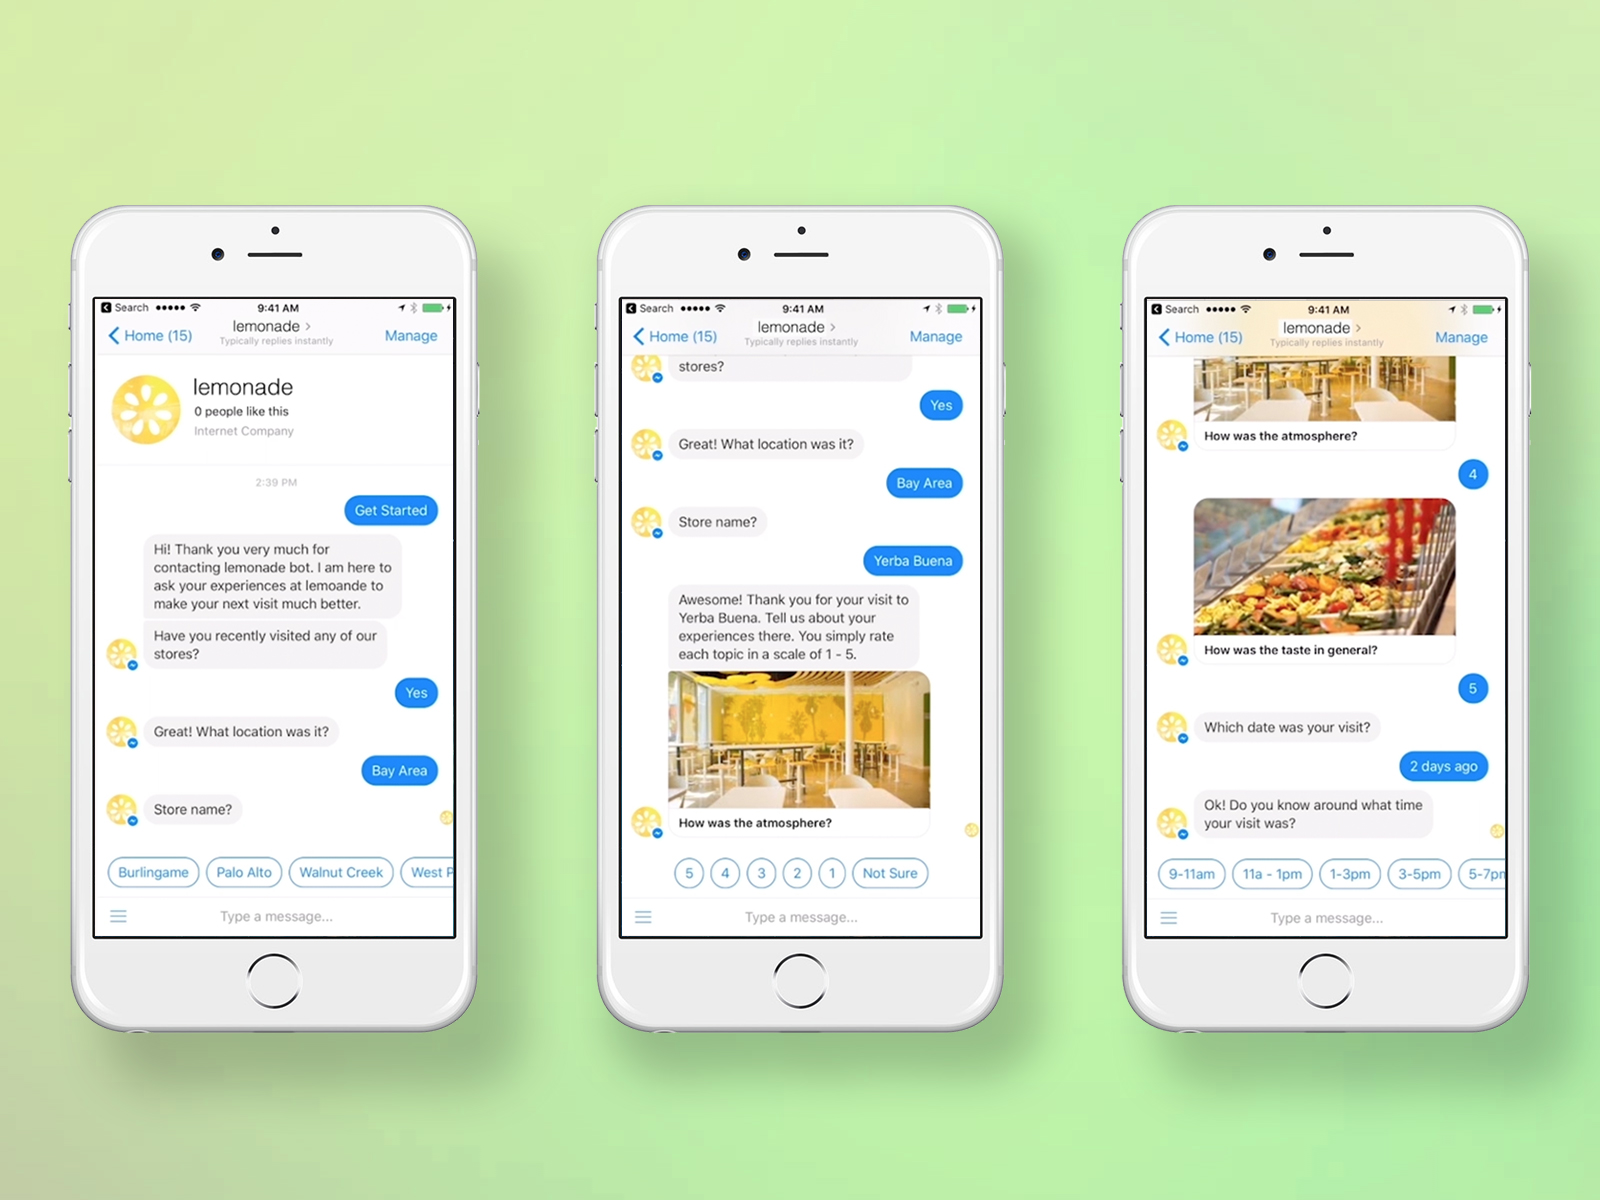 Search
9:41 AM
Home (15)
lemonade
Typically replies instantly
Manage
lemonade
0 people like this
Internet Company
2:39 PM
Get Started
Hi! Thank you very much for
contacting lemonade bot. I am here to
ask your experiences at lemoande to
make your next visit much better.
Have you recently visited any of our
stores?
Yes
Great! What location was it?
Bay Area
Store name?
Burlingame
Palo Alto
Walnut Creek
West P
Type a message...
Search
9:41 AM
Home (15)
lemonade
Typically replies instantly
Manage
stores?
Yes
Great! What location was it?
Bay Area
Store name?
Yerba Buena
Awesome! Thank you for your visit to
Yerba Buena. Tell us about your
experiences there. You simply rate
each topic in a scale of 1 - 5.
How was the atmosphere?
5
4
3
2
1
Not Sure
Type a message...
Search
9:41 AM
Home (15)
lemonade
Typically replies instantly
Manage
How was the atmosphere?
4
How was the taste in general?
5
Which date was your visit?
2 days ago
Ok! Do you know around what time
your visit was?
9-11am
11a - 1pm
1-3pm
3-5pm
5-7pm
Type a message...